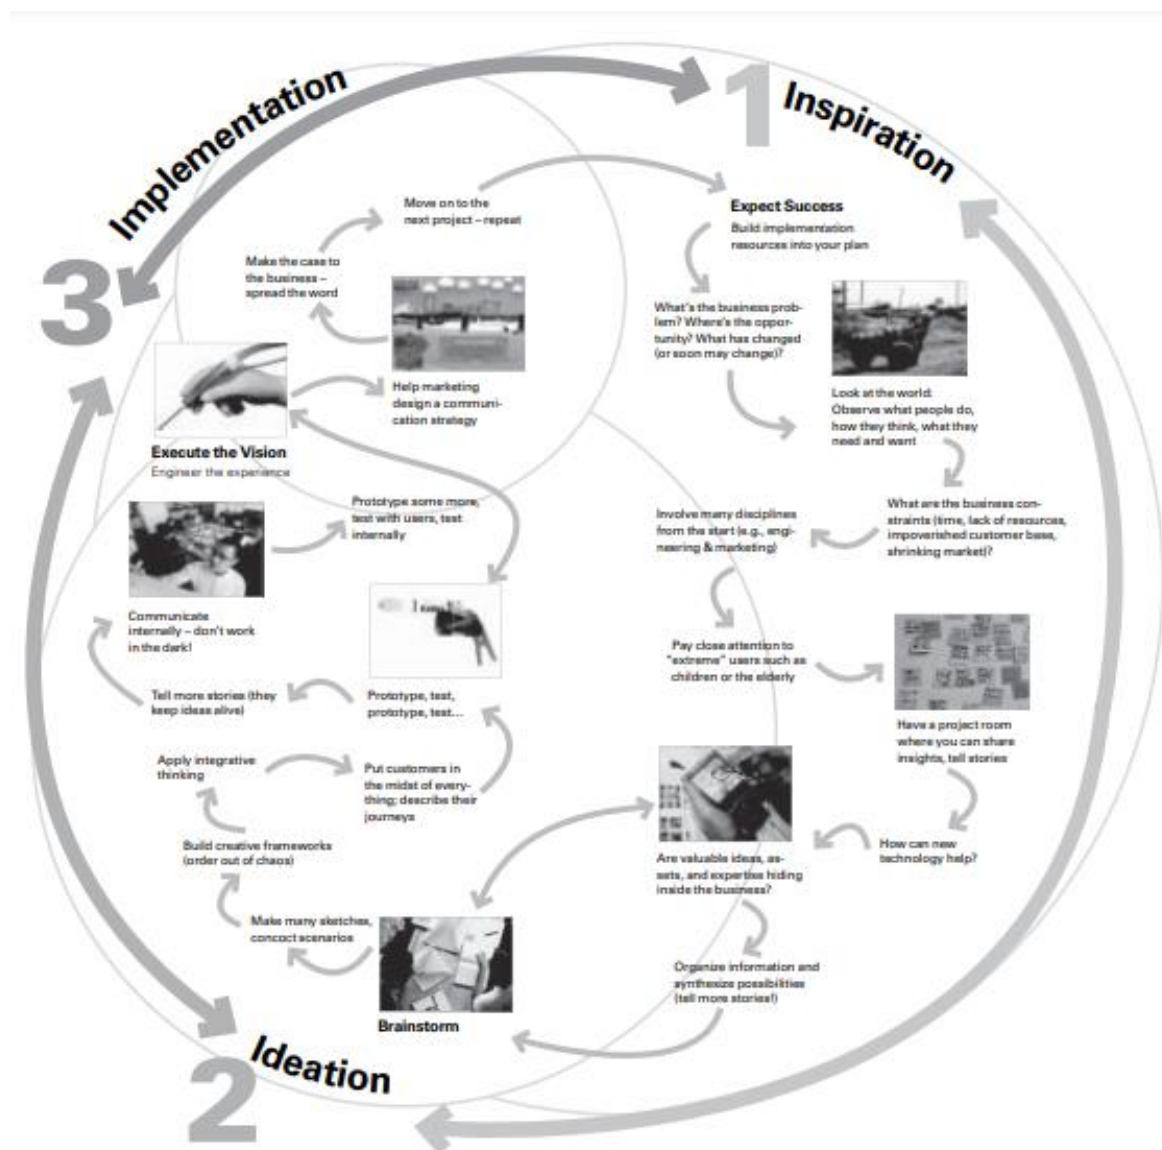 1
Inspiration
Expect Success
Build implementation
resources into your plan
What's the business prob-
lem? Where's the oppor-
tunity? What has changed
(or soon may change)?
Look at the world:
Observe what people do,
how they think, what they
need and want
What are the business con-
straints (time, lack of resources,
impoverished customer base,
shrinking market)?
Involve many disciplines
from the start (e.g., engi-
neering & marketing)
Pay close attention to
"extreme" users such as
children or the elderly
Have a project room
where you can share
insights, tell stories
How can new
technology help?
Are valuable ideas, as-
sets, and expertise hiding
inside the business?
Organize information and
synthesize possibilities
(tell more stories!)
2
Ideation
Brainstorm
Make many sketches,
concoct scenarios
Build creative frameworks
(order out of chaos)
Apply integrative
thinking
Put customers in
the midst of every-
thing; describe their
journeys
Prototype, test,
prototype, test...
Tell more stories (they
keep ideas alive)
Communicate
internally – don't work
in the dark!
Prototype some more,
test with users, test
internally
3
Implementation
Execute the Vision
Engineer the experience
Help marketing
design a communi-
cation strategy
Make the case to
the business –
spread the word
Move on to the
next project – repeat